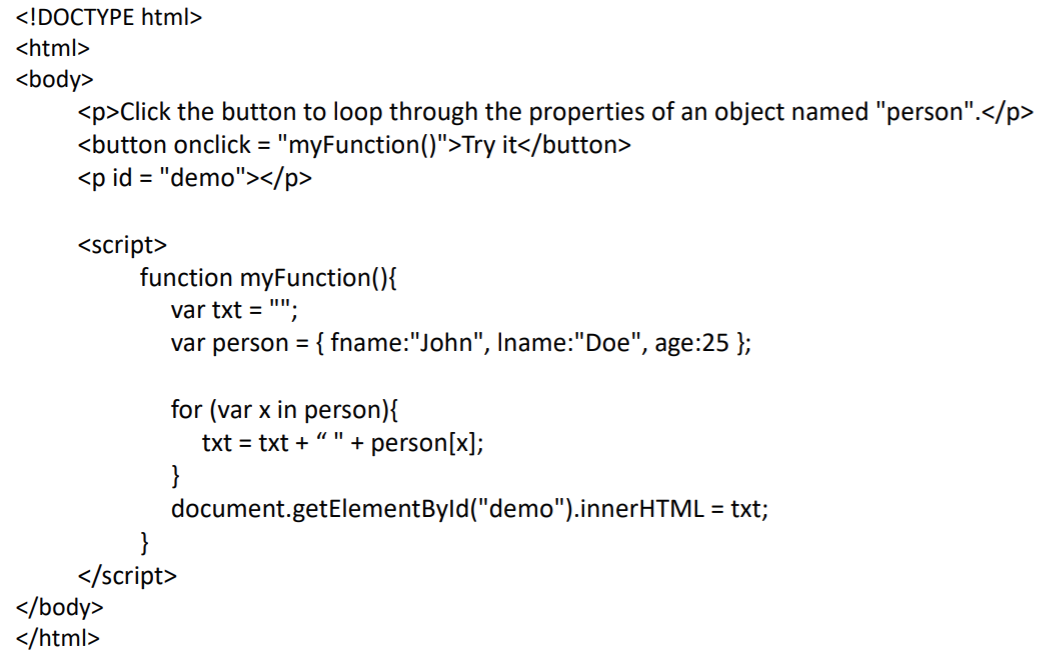 <!DOCTYPE html>
<html>
<body>
<p>Click the button to loop through the properties of an object named "person".</p>
<button onclick = "myFunction()">Try it</button>
<p id = "demo"></p>
<script>
function myFunction(){
var txt = "";
var person = { fname:"John", lname:"Doe", age:25 };
for (var x in person){
txt = txt + “ " + person[x];
}
document.getElementById("demo").innerHTML = txt;
}
</script>
</body>
</html>